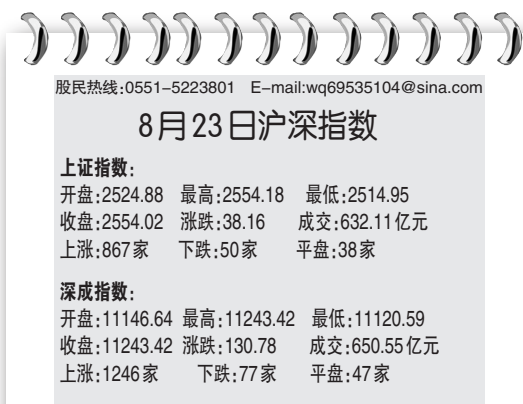 股民热线:0551-5223801 E-mail:wq69535104@sina.com
8月23日沪深指数
上证指数:
开盘:2524.88 最高:2554.18 最低:2514.95
收盘:2554.02 涨跌:38.16 成交:632.11亿元
上涨:867家 下跌:50家 平盘:38家
深成指数:
开盘:11146.64 最高:11243.42 最低:11120.59
收盘:11243.42 涨跌:130.78 成交:650.55亿元
上涨:1246家 下跌:77家 平盘:47家